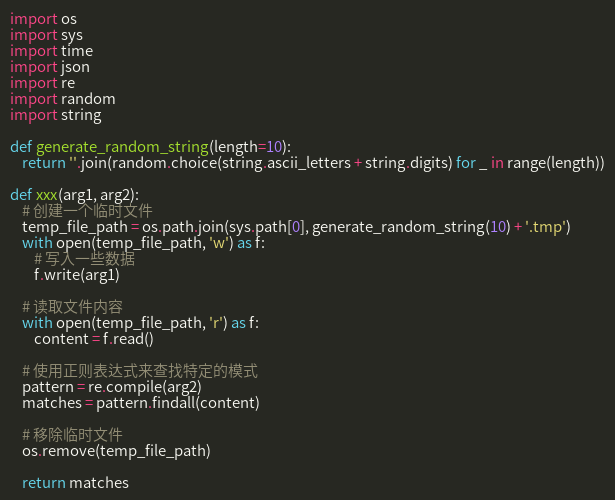 import os
import sys
import time
import json
import re
import random
import string

def generate_random_string(length=10):
    return ''.join(random.choice(string.ascii_letters + string.digits) for _ in range(length))

def xxx(arg1, arg2):
    # 创建一个临时文件
    temp_file_path = os.path.join(sys.path[0], generate_random_string(10) + '.tmp')
    with open(temp_file_path, 'w') as f:
        # 写入一些数据
        f.write(arg1)

    # 读取文件内容
    with open(temp_file_path, 'r') as f:
        content = f.read()

    # 使用正则表达式来查找特定的模式
    pattern = re.compile(arg2)
    matches = pattern.findall(content)

    # 移除临时文件
    os.remove(temp_file_path)

    return matches